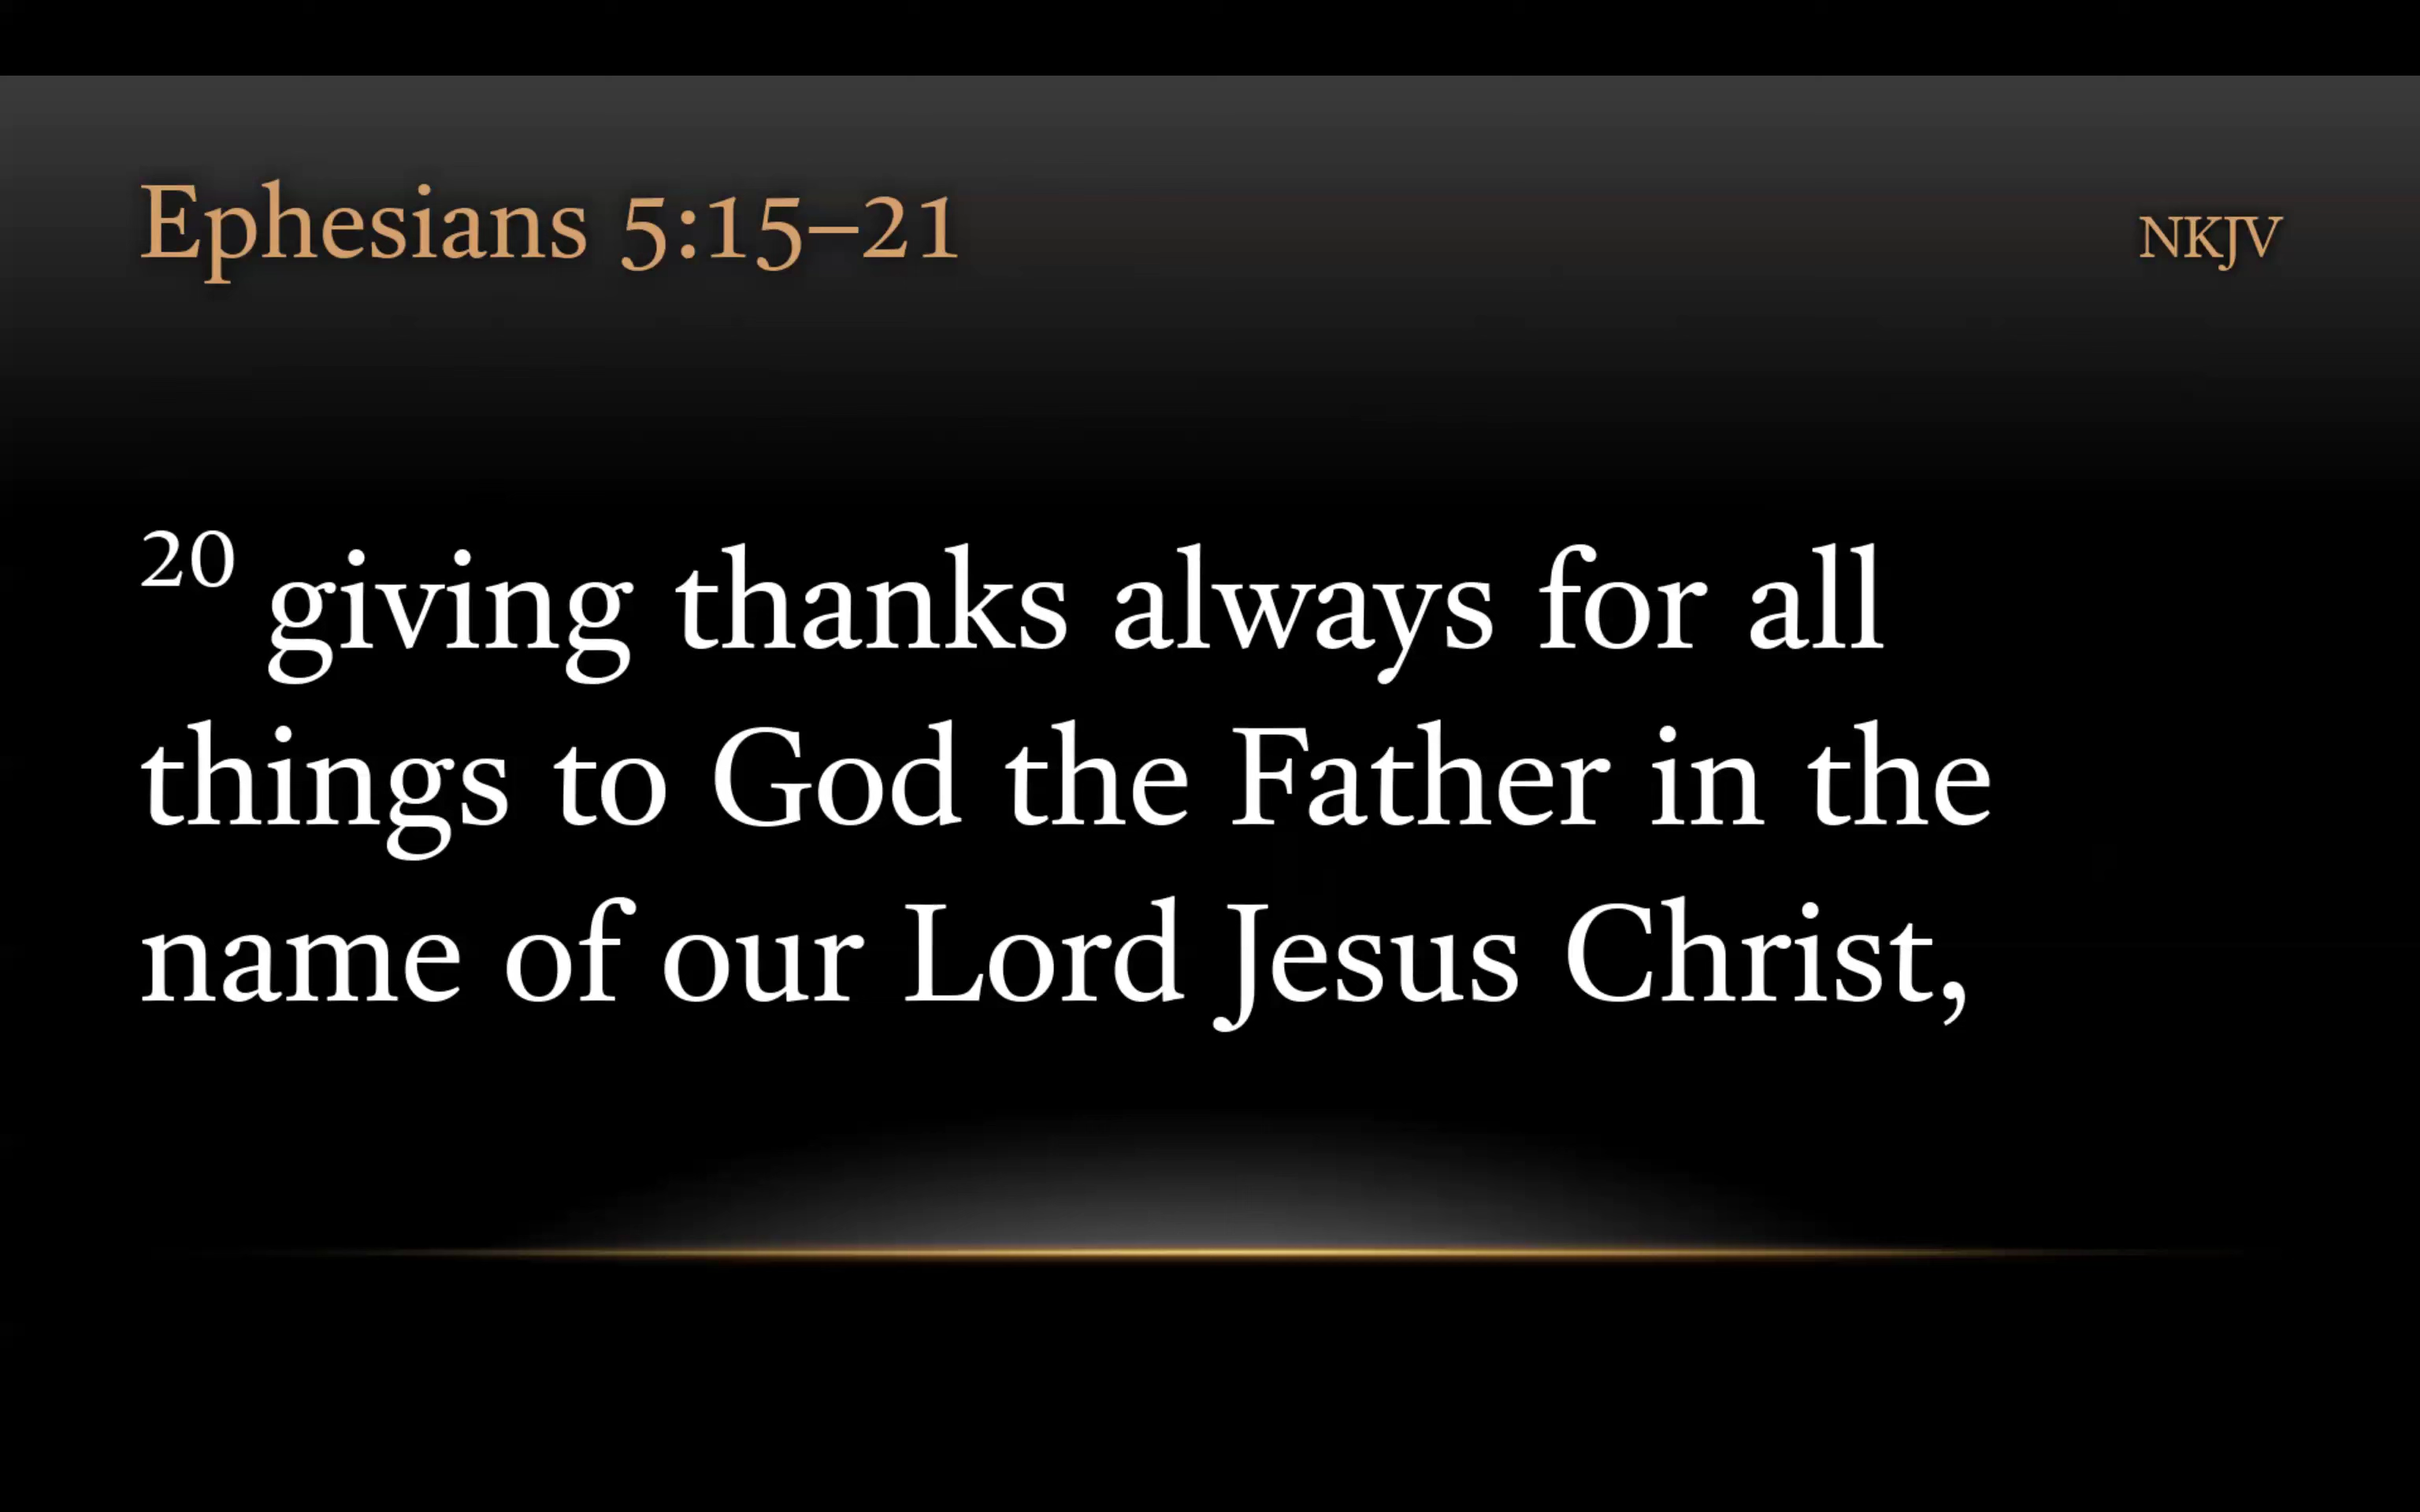 Ephesians 5:15–21 NKJV
20 giving thanks always for all
things to God the Father in the
name of our Lord Jesus Christ,